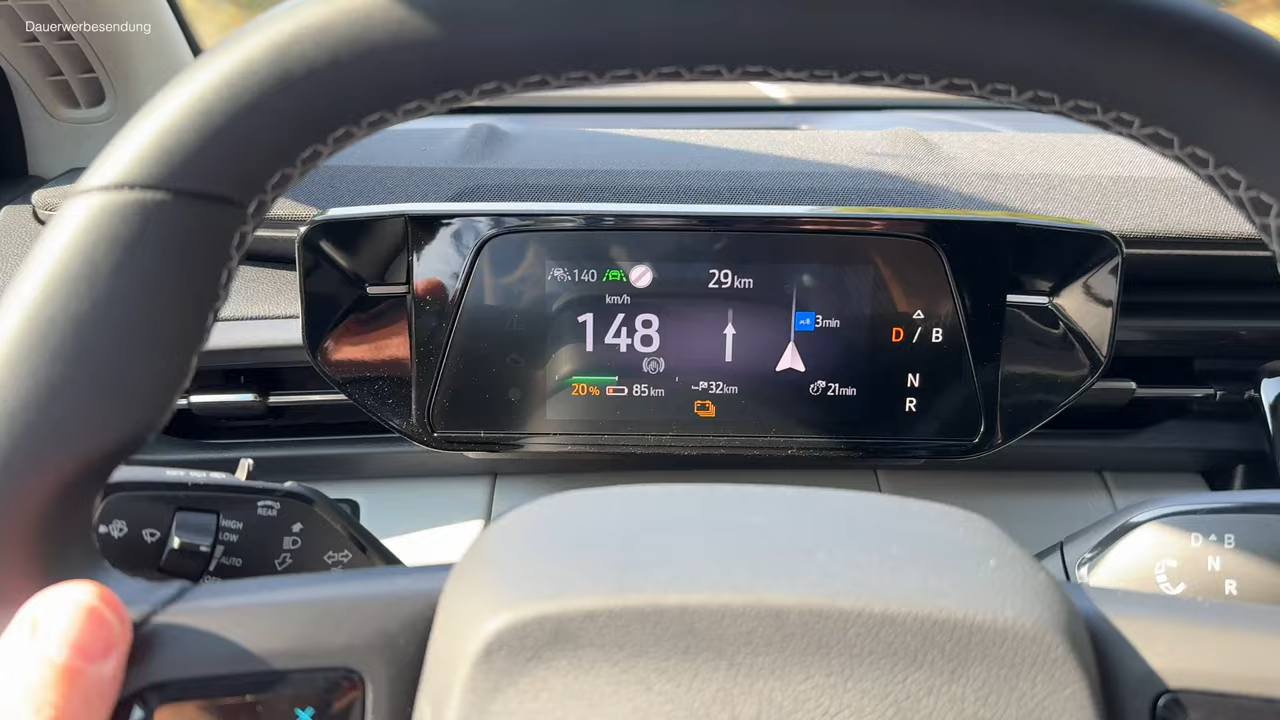 Dauerwerbesendung
140
29 km
km/h
148
3min
D / B
N
R
20 %
85 km
32km
21min
REAR
HIGH
LOW
AUTO
D B
N
R